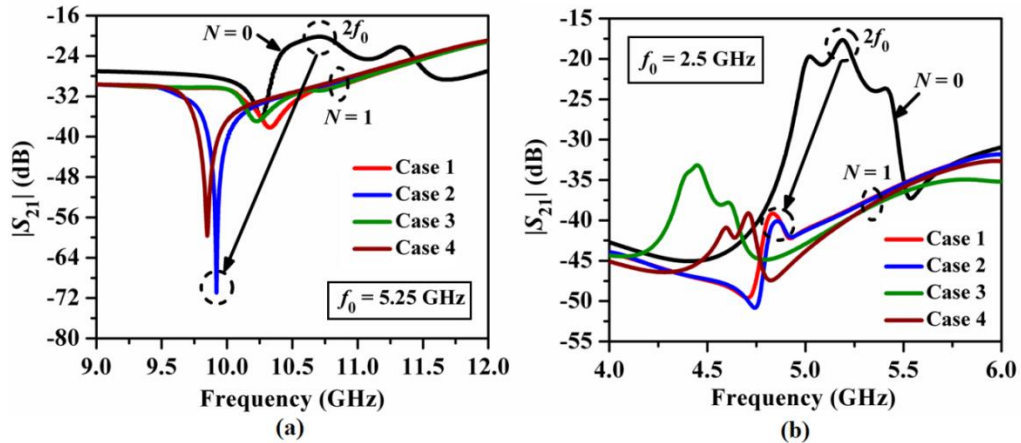 -16
-24
-32
-40
-48
-56
-64
-72
-80
|S21| (dB)
N = 0
2f0
N = 1
Case 1
Case 2
Case 3
Case 4
f0 = 5.25 GHz
9.0 9.5 10.0 10.5 11.0 11.5 12.0
Frequency (GHz)
(a)
-15
-20
-25
-30
-35
-40
-45
-50
-55
|S21| (dB)
f0 = 2.5 GHz
2f0
N = 0
N = 1
Case 1
Case 2
Case 3
Case 4
4.0 4.5 5.0 5.5 6.0
Frequency (GHz)
(b)